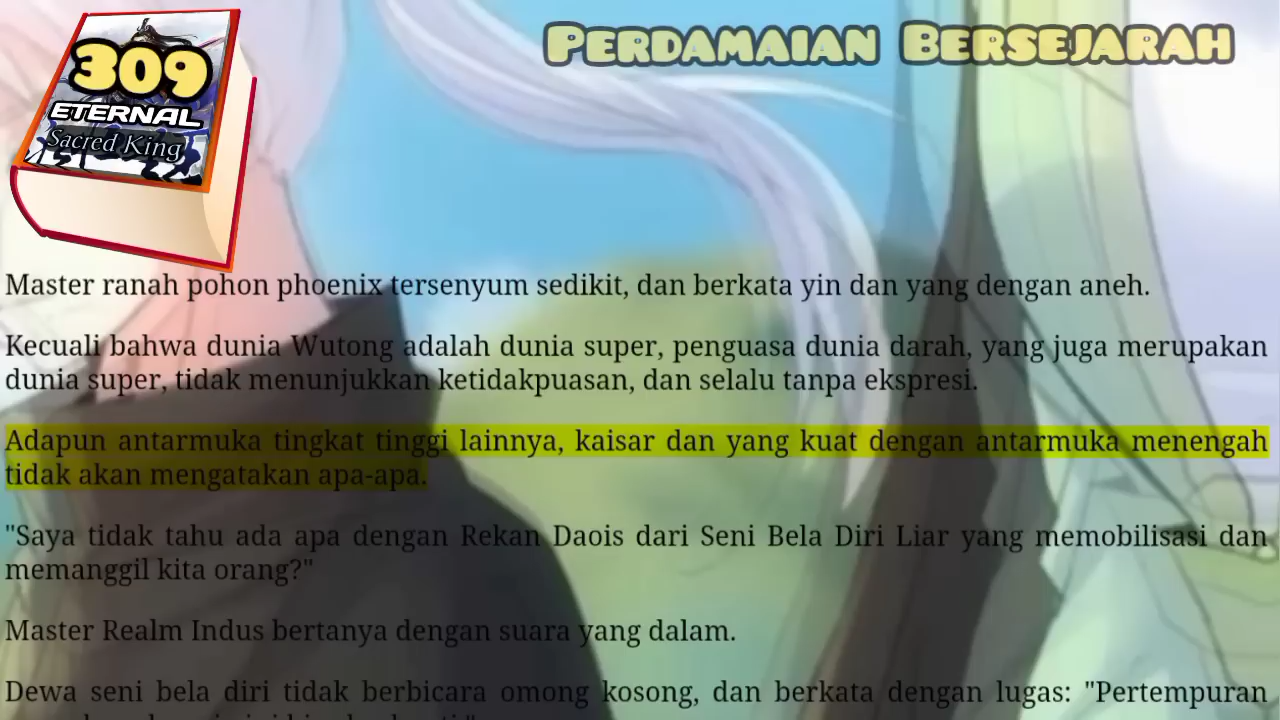 PERDAMAIAN BERSEJARAH
309
ETERNAL
Sacred King
Master ranah pohon phoenix tersenyum sedikit, dan berkata yin dan yang dengan aneh.
Kecuali bahwa dunia Wutong adalah dunia super, penguasa dunia darah, yang juga merupakan
dunia super, tidak menunjukkan ketidakpuasan, dan selalu tanpa ekspresi.
Adapun antarmuka tingkat tinggi lainnya, kaisar dan yang kuat dengan antarmuka menengah
tidak akan mengatakan apa-apa.
"Saya tidak tahu ada apa dengan Rekan Daois dari Seni Bela Diri Liar yang memobilisasi dan
memanggil kita orang?"
Master Realm Indus bertanya dengan suara yang dalam.
Dewa seni bela diri tidak berbicara omong kosong, dan berkata dengan lugas: "Pertempuran